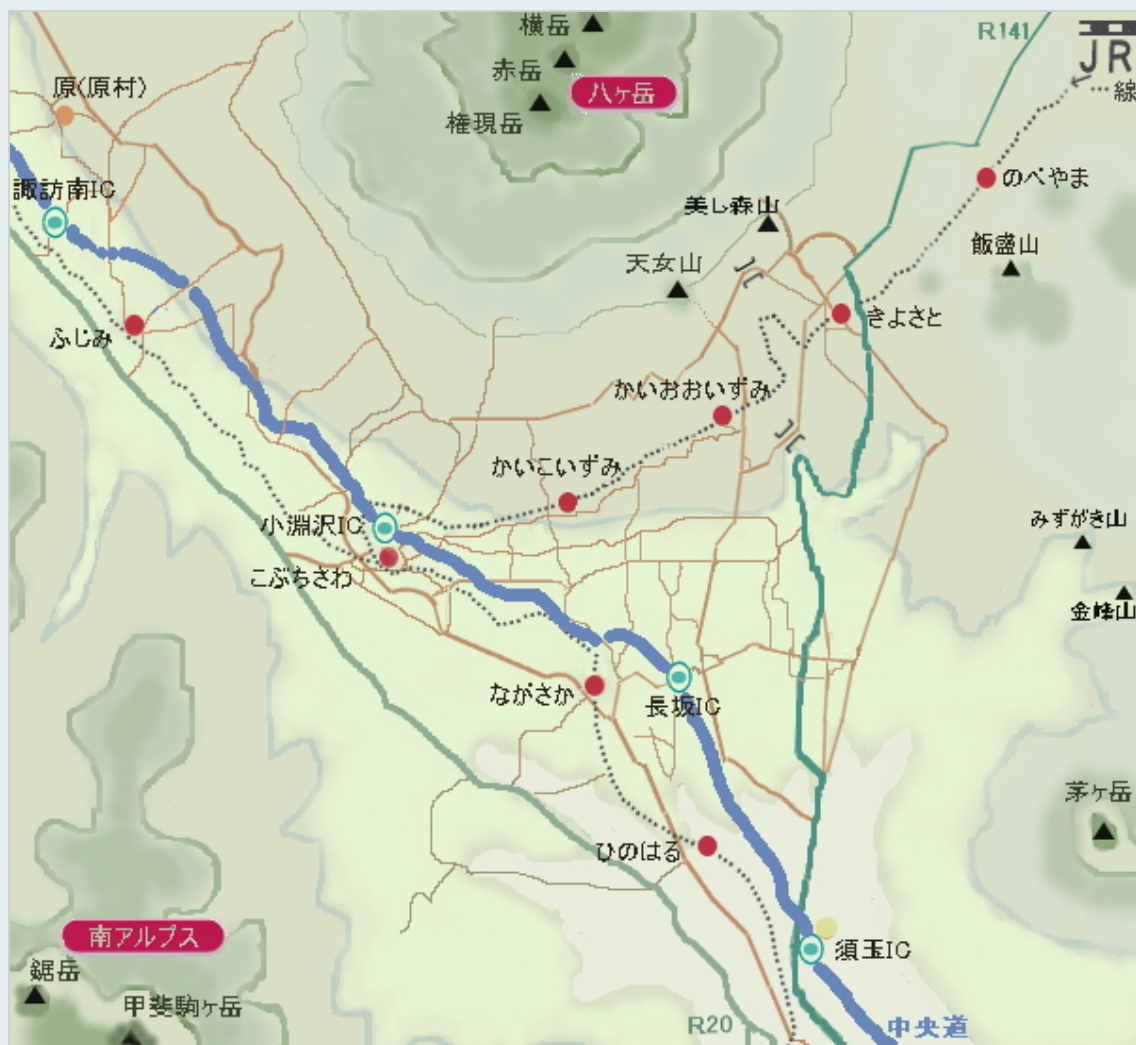 横岳
R141
赤岳
JR
八ヶ岳
原(原村)
…線
権現岳
諏訪南IC
のべやま
美し森山
飯盛山
天女山
ふじみ
きよさと
かいおおいずみ
かいこいずみ
小淵沢IC
みずがき山
こぶちさわ
金峰山
ながさか
長坂IC
茅ヶ岳
ひのはる
南アルプス
須玉IC
鋸岳
甲斐駒ヶ岳
R20
中央道